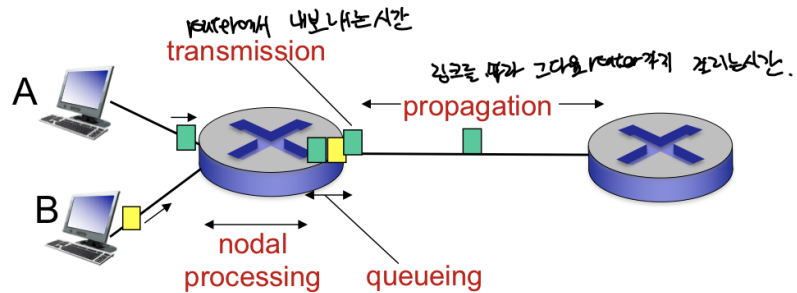 router에서 내보내는시간
transmission
링크를 따라 그다음router까지 걸리는시간.
A
propagation
B
nodal
processing
queueing